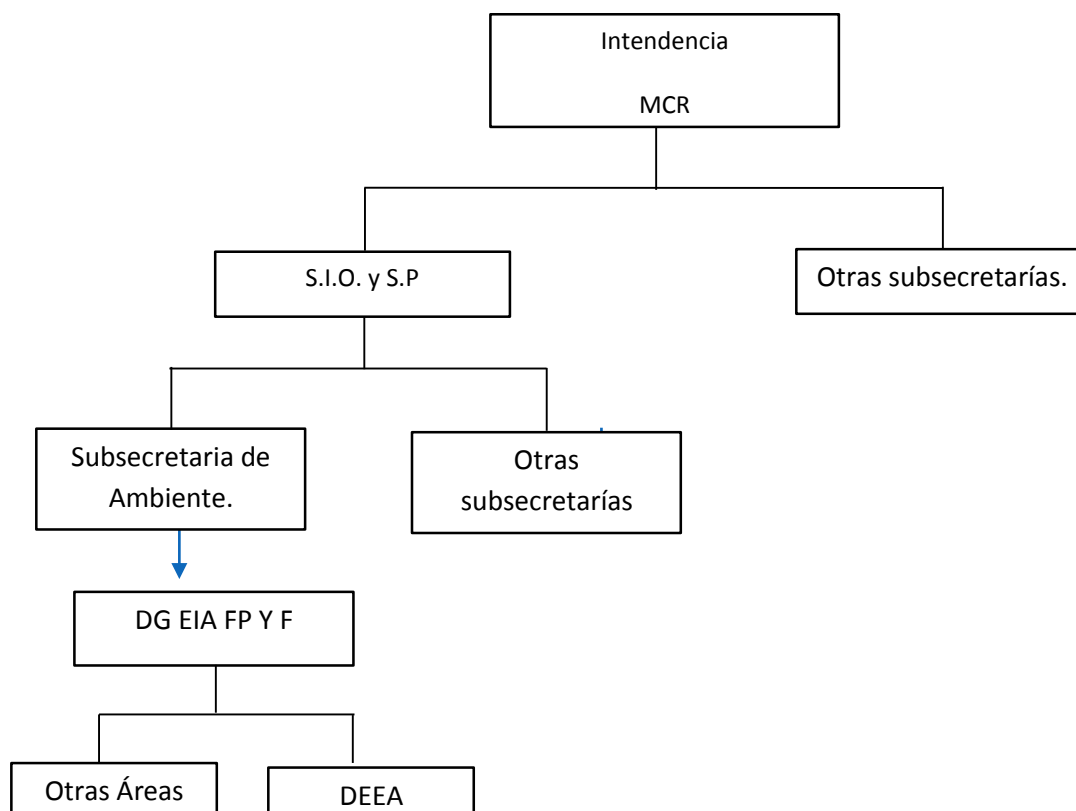 Intendencia
MCR
S.I.O. y S.P
Otras subsecretarías.
Subsecretaria de
Ambiente.
Otras
subsecretarías
DG EIA FP Y F
Otras Áreas
DEEA